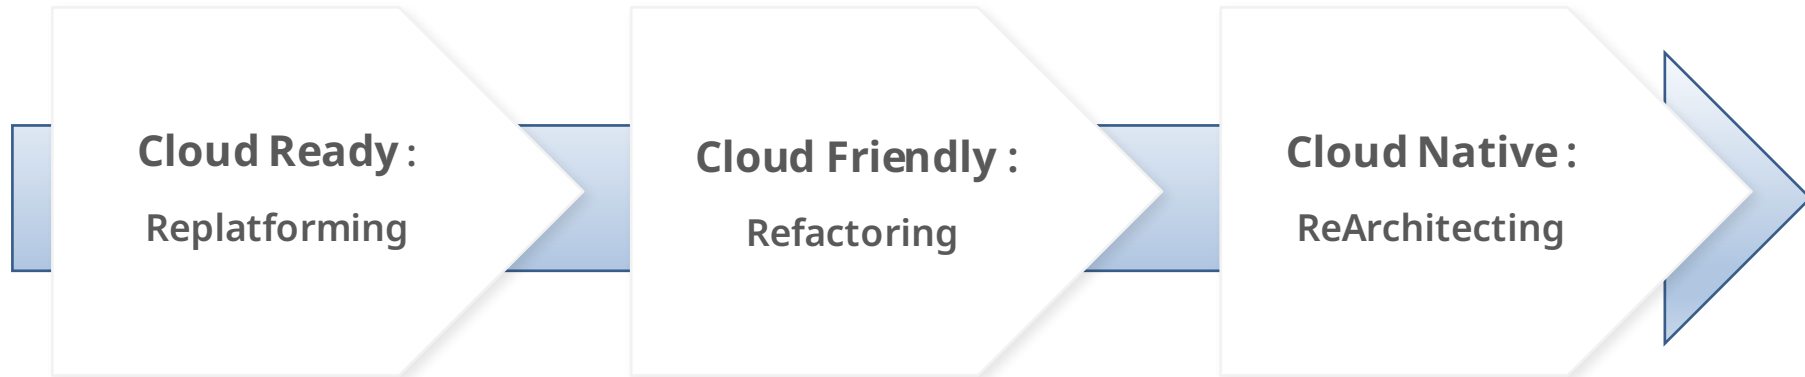 Cloud Ready :
Replatforming
Cloud Friendly :
Refactoring
Cloud Native :
ReArchitecting